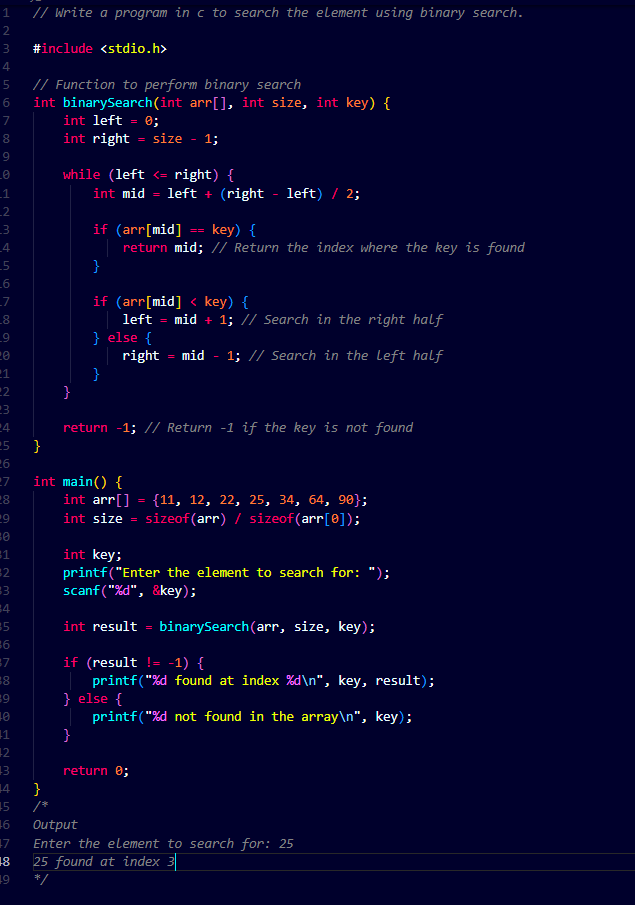 1 // Write a program in c to search the element using binary search.
2
3 #include <stdio.h>
4
5 // Function to perform binary search
6 int binarySearch(int arr[], int size, int key) {
7 int left = 0;
8 int right = size - 1;
9
0 while (left <= right) {
1 int mid = left + (right - left) / 2;
2
3 if (arr[mid] == key) {
4 return mid; // Return the index where the key is found
5 }
6
7 if (arr[mid] < key) {
8 left = mid + 1; // Search in the right half
9 } else {
20 right = mid - 1; // Search in the left half
21 }
22 }
23
24 return -1; // Return -1 if the key is not found
25 }
26
27 int main() {
28 int arr[] = {11, 12, 22, 25, 34, 64, 90};
29 int size = sizeof(arr) / sizeof(arr[0]);
30
31 int key;
32 printf("Enter the element to search for: ");
33 scanf("%d", &key);
34
35 int result = binarySearch(arr, size, key);
36
37 if (result != -1) {
38 printf("%d found at index %d\n", key, result);
39 } else {
40 printf("%d not found in the array\n", key);
41 }
42
43 return 0;
44 }
45 /*
46 Output
47 Enter the element to search for: 25
48 25 found at index 3
49 */